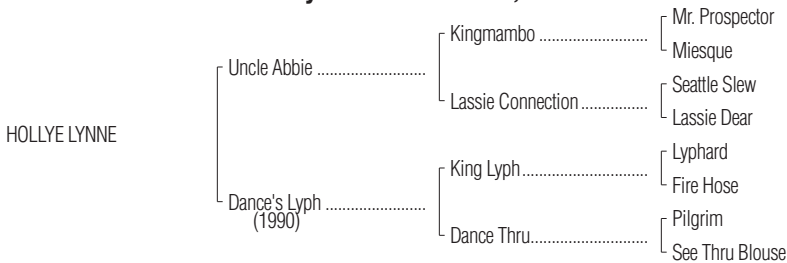 Mr. Prospector
Kingmambo
Miesque
Uncle Abbie
Seattle Slew
Lassie Connection
Lassie Dear
HOLLYE LYNNE
Lyphard
King Lyph
Fire Hose
Dance's Lyph
(1990)
Pilgrim
Dance Thru
See Thru Blouse